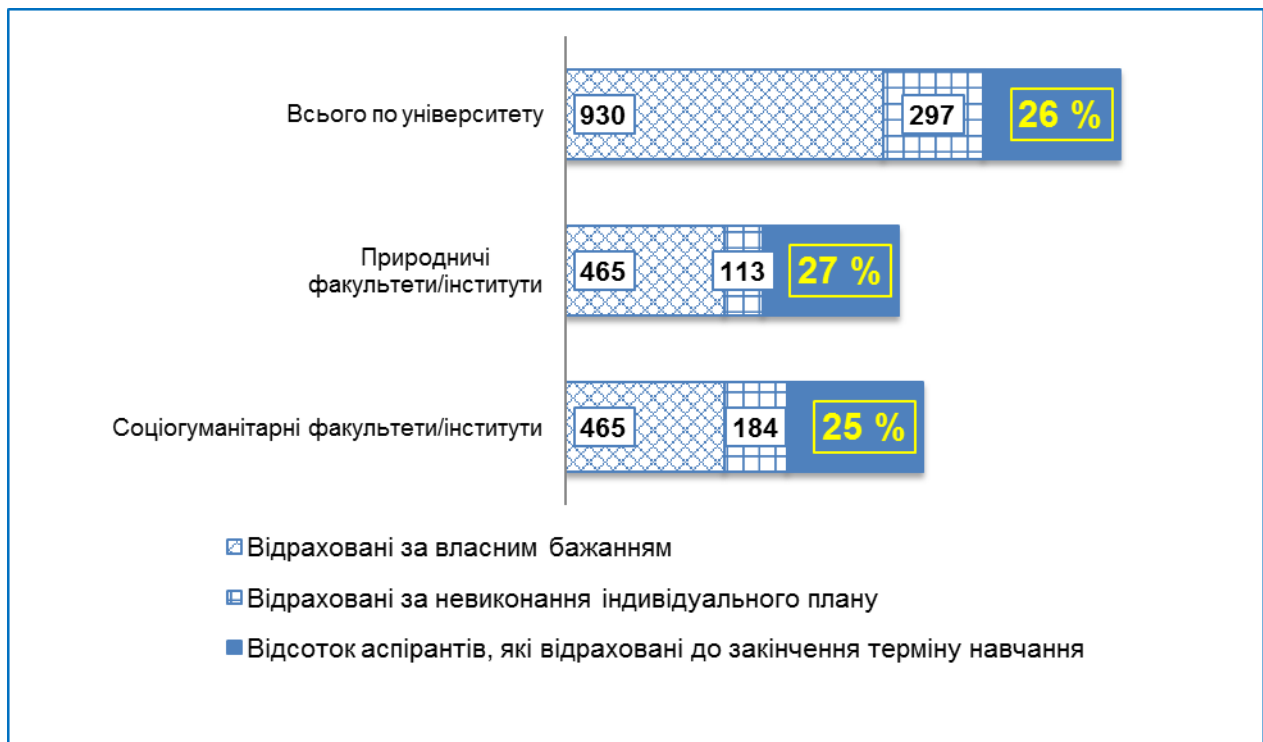 Всього по університету
930
297
26 %
Природничі
факультети/інститути
465
113
27 %
Соціогуманітарні факультети/інститути
465
184
25 %
Відраховані за власним бажанням
Відраховані за невиконання індивідуального плану
Відсоток аспірантів, які відраховані до закінчення терміну навчання